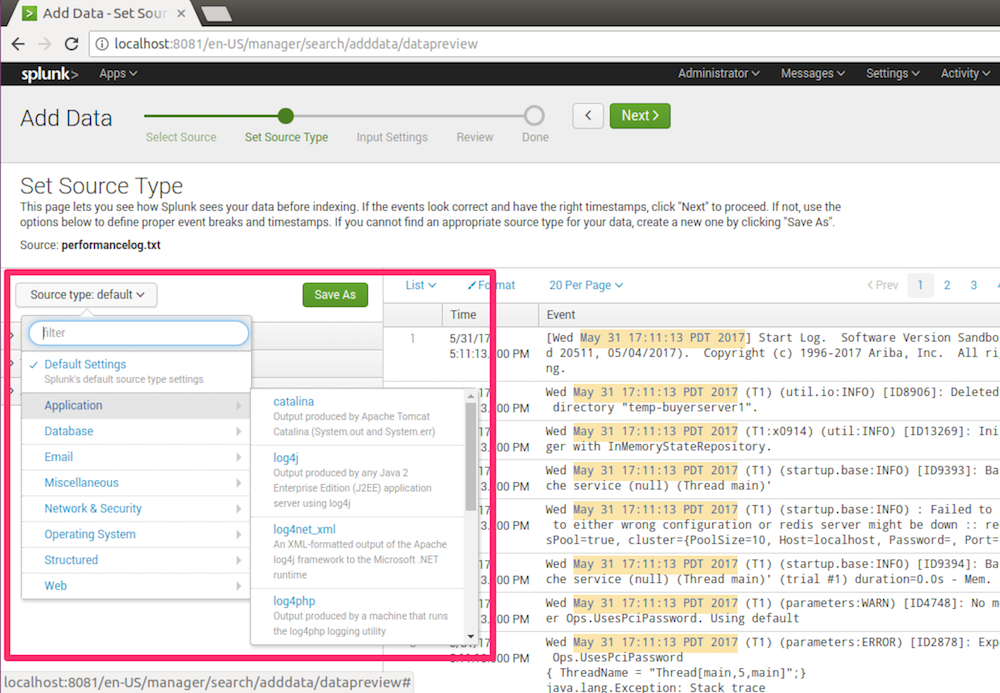 Add Data - Set Sour
localhost:8081/en-US/manager/search/adddata/datapreview
splunk> Apps Administrator Messages Settings Activity
Add Data
Select Source Set Source Type Input Settings Review Done
< Next >
Set Source Type
This page lets you see how Splunk sees your data before indexing. If the events look correct and have the right timestamps, click "Next" to proceed. If not, use the
options below to define proper event breaks and timestamps. If you cannot find an appropriate source type for your data, create a new one by clicking "Save As".
Source: performancelog.txt
Source type: default
Save As
filter
Default Settings
Splunk's default source type settings
Application
Database
Email
Miscellaneous
Network & Security
Operating System
Structured
Web
catalina
Output produced by Apache Tomcat
Catalina (System.out and System.err)
log4j
Output produced by any Java 2
Enterprise Edition (J2EE) application
server using log4j
log4net_xml
An XML-formatted output of the Apache
log4j framework to the Microsoft .NET
runtime
log4php
Output produced by a machine that runs
the log4php logging utility
List Format 20 Per Page < Prev 1 2 3
Time Event
1 5/31/17
5:11:13. 00 PM
[Wed May 31 17:11:13 PDT 2017] Start Log. Software Version Sandbo
d 20511, 05/04/2017). Copyright (c) 1996-2017 Ariba, Inc. All ri
ng.
17
3. 00 PM
Wed May 31 17:11:13 PDT 2017 (T1) (util.io:INFO) [ID8906]: Deleted
directory "temp-buyerserver1".
17
3. 00 PM
Wed May 31 17:11:13 PDT 2017 (T1:x0914) (util:INFO) [ID13269]: Ini
ger with InMemoryStateRepository.
17
3. 00 PM
Wed May 31 17:11:13 PDT 2017 (T1) (startup.base:INFO) [ID9393]: Ba
che service (null) (Thread main)'
17
3. 00 PM
Wed May 31 17:11:13 PDT 2017 (T1) (startup.base:INFO) : Failed to
to either wrong configuration or redis server might be down :: re
sPool=true, cluster={PoolSize=10, Host=localhost, Password=, Port=
17
3. 00 PM
Wed May 31 17:11:13 PDT 2017 (T1) (startup.base:INFO) [ID9394]: Ba
che service (null) (Thread main)' (trial #1) duration=0.0s - Mem.
17
3. 00 PM
Wed May 31 17:11:13 PDT 2017 (T1) (parameters:WARN) [ID4748]: No m
er Ops.UsesPciPassword. Using default
00 PM
Wed May 31 17:11:13 PDT 2017 (T1) (parameters:ERROR) [ID2878]: Exp
Ops.UsesPciPassword
{ ThreadName = "Thread[main,5,main]";}
java.lang.Exception: Stack trace
localhost:8081/en-US/manager/search/adddata/datapreview#